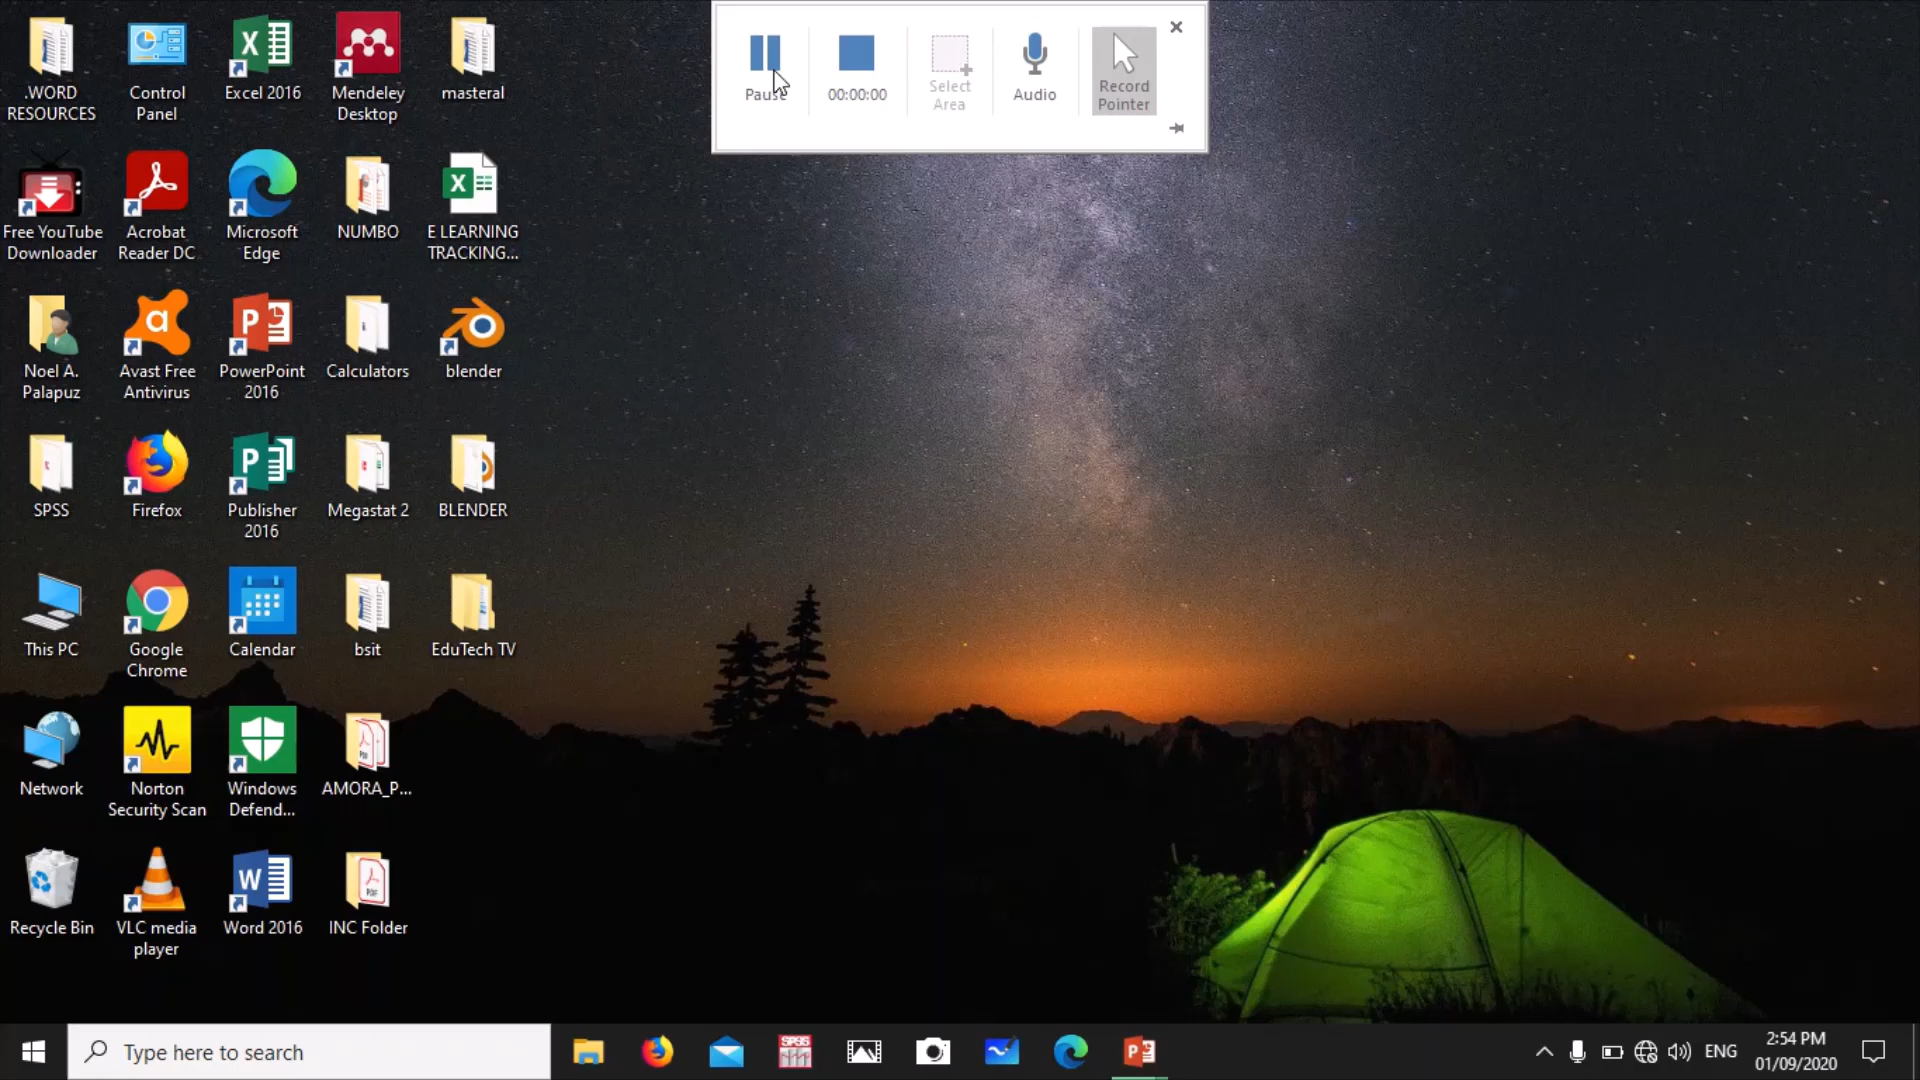 .WORD
RESOURCES
Control
Panel
Excel 2016
Mendeley
Desktop
masteral
Pause
00:00:00
Select
Area
Audio
Record
Pointer
Free YouTube
Downloader
Acrobat
Reader DC
Microsoft
Edge
NUMBO
E LEARNING
TRACKING...
Noel A.
Palapuz
Avast Free
Antivirus
PowerPoint
2016
Calculators
blender
SPSS
Firefox
Publisher
2016
Megastat 2
BLENDER
This PC
Google
Chrome
Calendar
bsit
EduTech TV
Network
Norton
Security Scan
Windows
Defend...
AMORA_P...
Recycle Bin
VLC media
player
Word 2016
INC Folder
Type here to search
SPSS
ENG
2:54 PM
01/09/2020